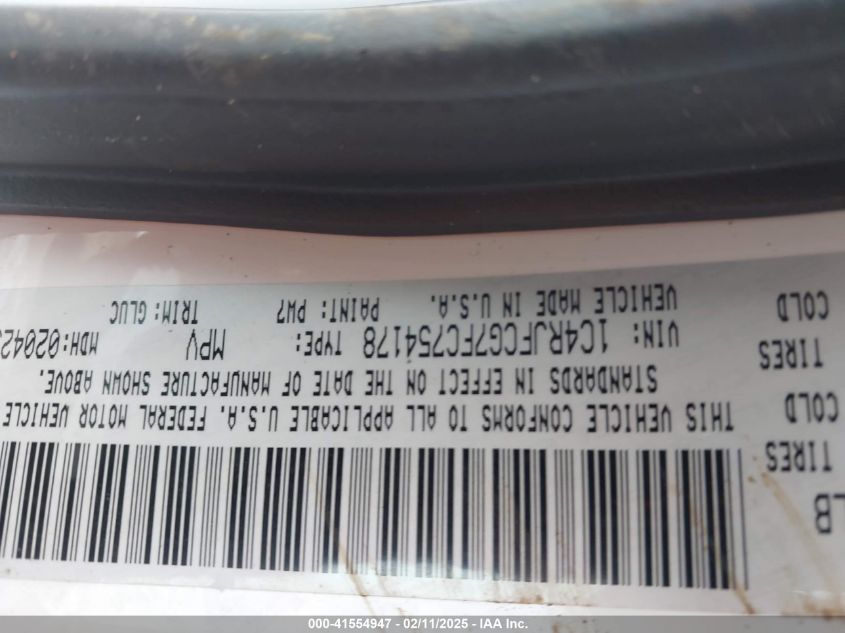 LB
TIRES
COLD
TIRES
COLD
THIS VEHICLE CONFORMS TO ALL APPLICABLE U.S.A. FEDERAL MOTOR VEHICLE
STANDARDS IN EFFECT ON THE DATE OF MANUFACTURE SHOWN ABOVE.
VIN: 1C4RJFCG7FC754178 TYPE: MPV MDH:02042
VEHICLE MADE IN U.S.A. PAINT: PW7 TRIM: GLUC
000-41554947 - 02/11/2025 - IAA Inc.